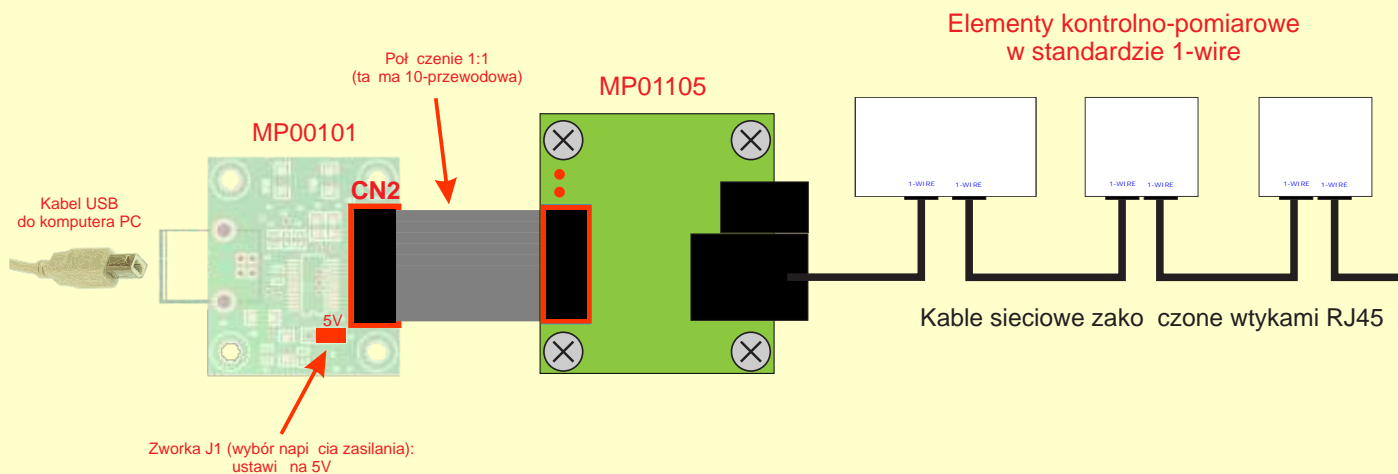 Elementy kontrolno-pomiarowe
w standardzie 1-wire
Poł czenie 1:1
(ta ma 10-przewodowa)
MP01105
MP00101
CN2
1-WIRE 1-WIRE
1-WIRE 1-WIRE
1-WIRE 1-WIRE
Kabel USB
do komputera PC
5V
Kable sieciowe zako czone wtykami RJ45
Zworka J1 (wybór napi cia zasilania):
ustawi na 5V